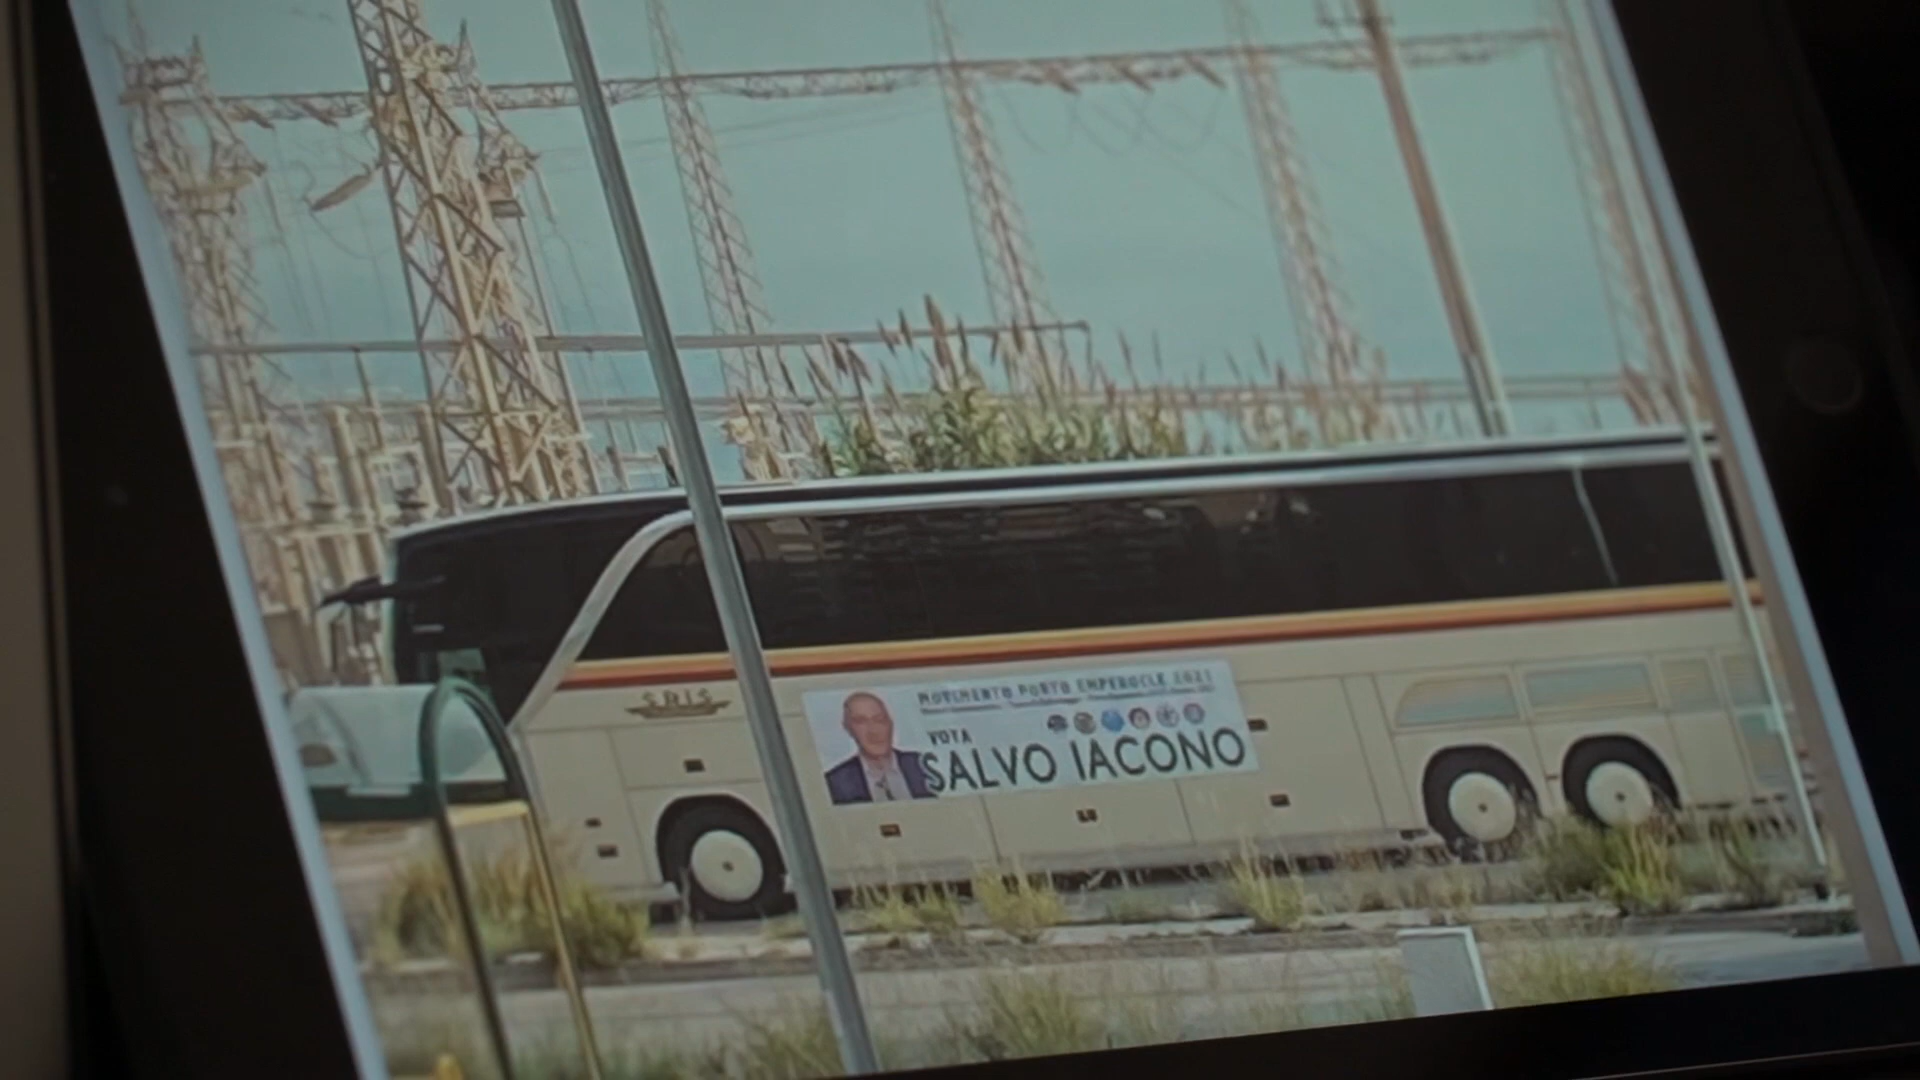 S.R.I.S.
MOVIMENTO PORTO EMPEDOCLE 2021
VOTA
SALVO IACONO